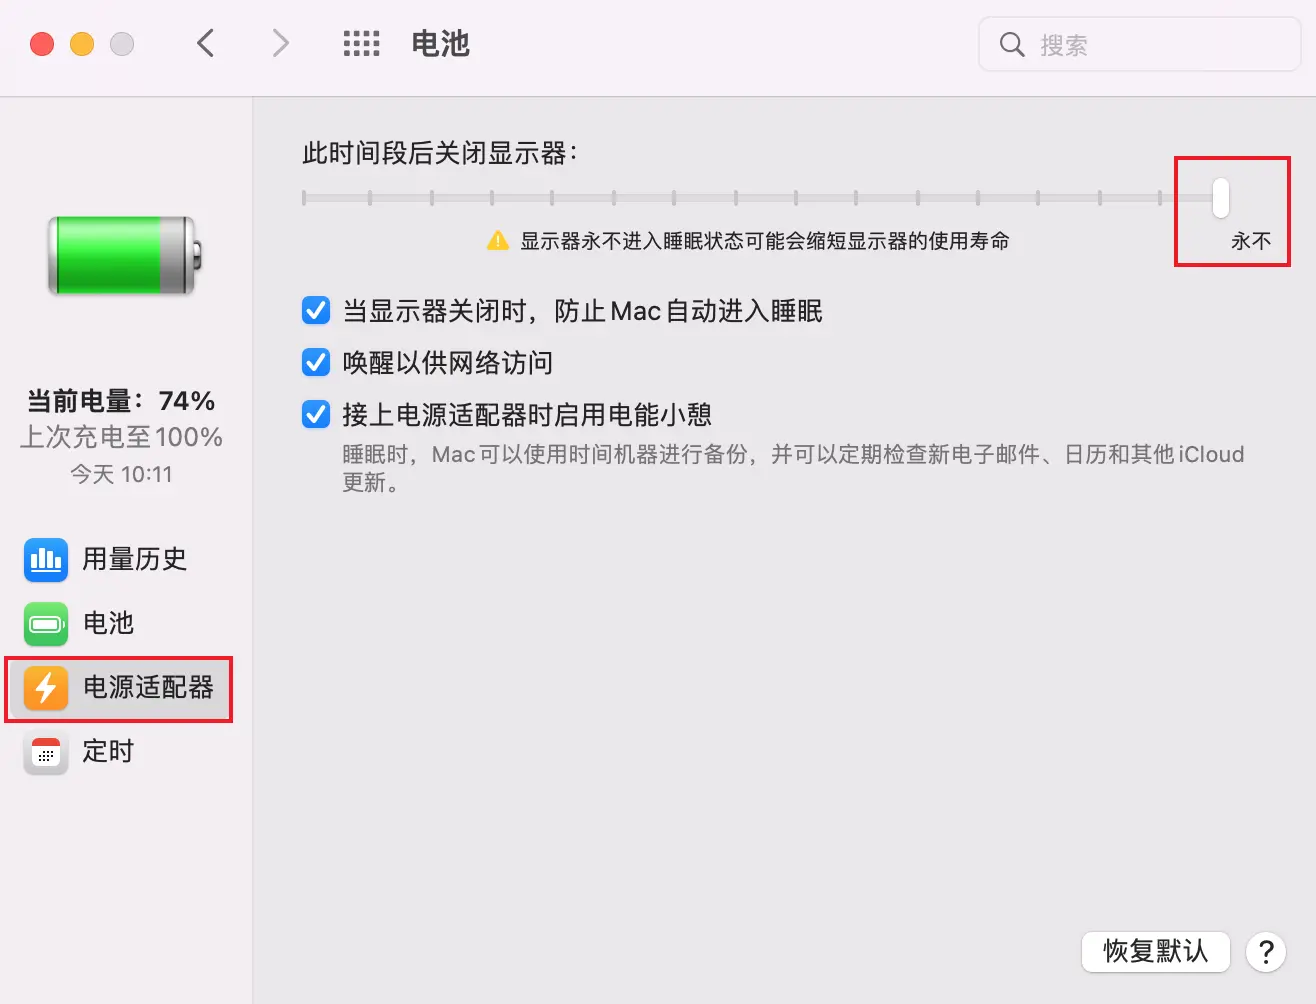 电池
搜索
此时间段后关闭显示器：
显示器永不进入睡眠状态可能会缩短显示器的使用寿命
永不
当显示器关闭时，防止Mac自动进入睡眠
唤醒以供网络访问
接上电源适配器时启用电能小憩
睡眠时，Mac可以使用时间机器进行备份，并可以定期检查新电子邮件、日历和其他iCloud
更新。
当前电量：74%
上次充电至100%
今天 10:11
用量历史
电池
电源适配器
定时
恢复默认
?